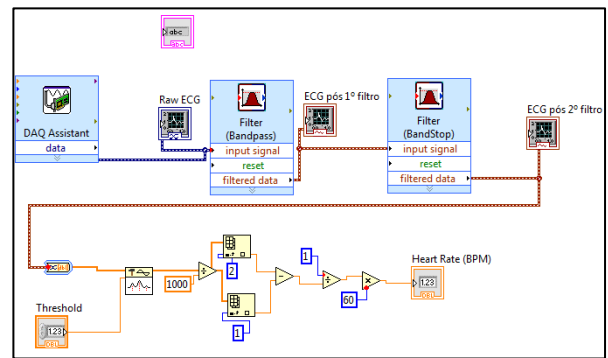 abc
DAQ Assistant
data
Raw ECG
Filter
(Bandpass)
input signal
reset
filtered data
ECG pós 1º filtro
Filter
(BandStop)
input signal
reset
filtered data
ECG pós 2º filtro
Threshold
1.23
DBL
1000
2
1
1
60
Heart Rate (BPM)
1.23
DBL